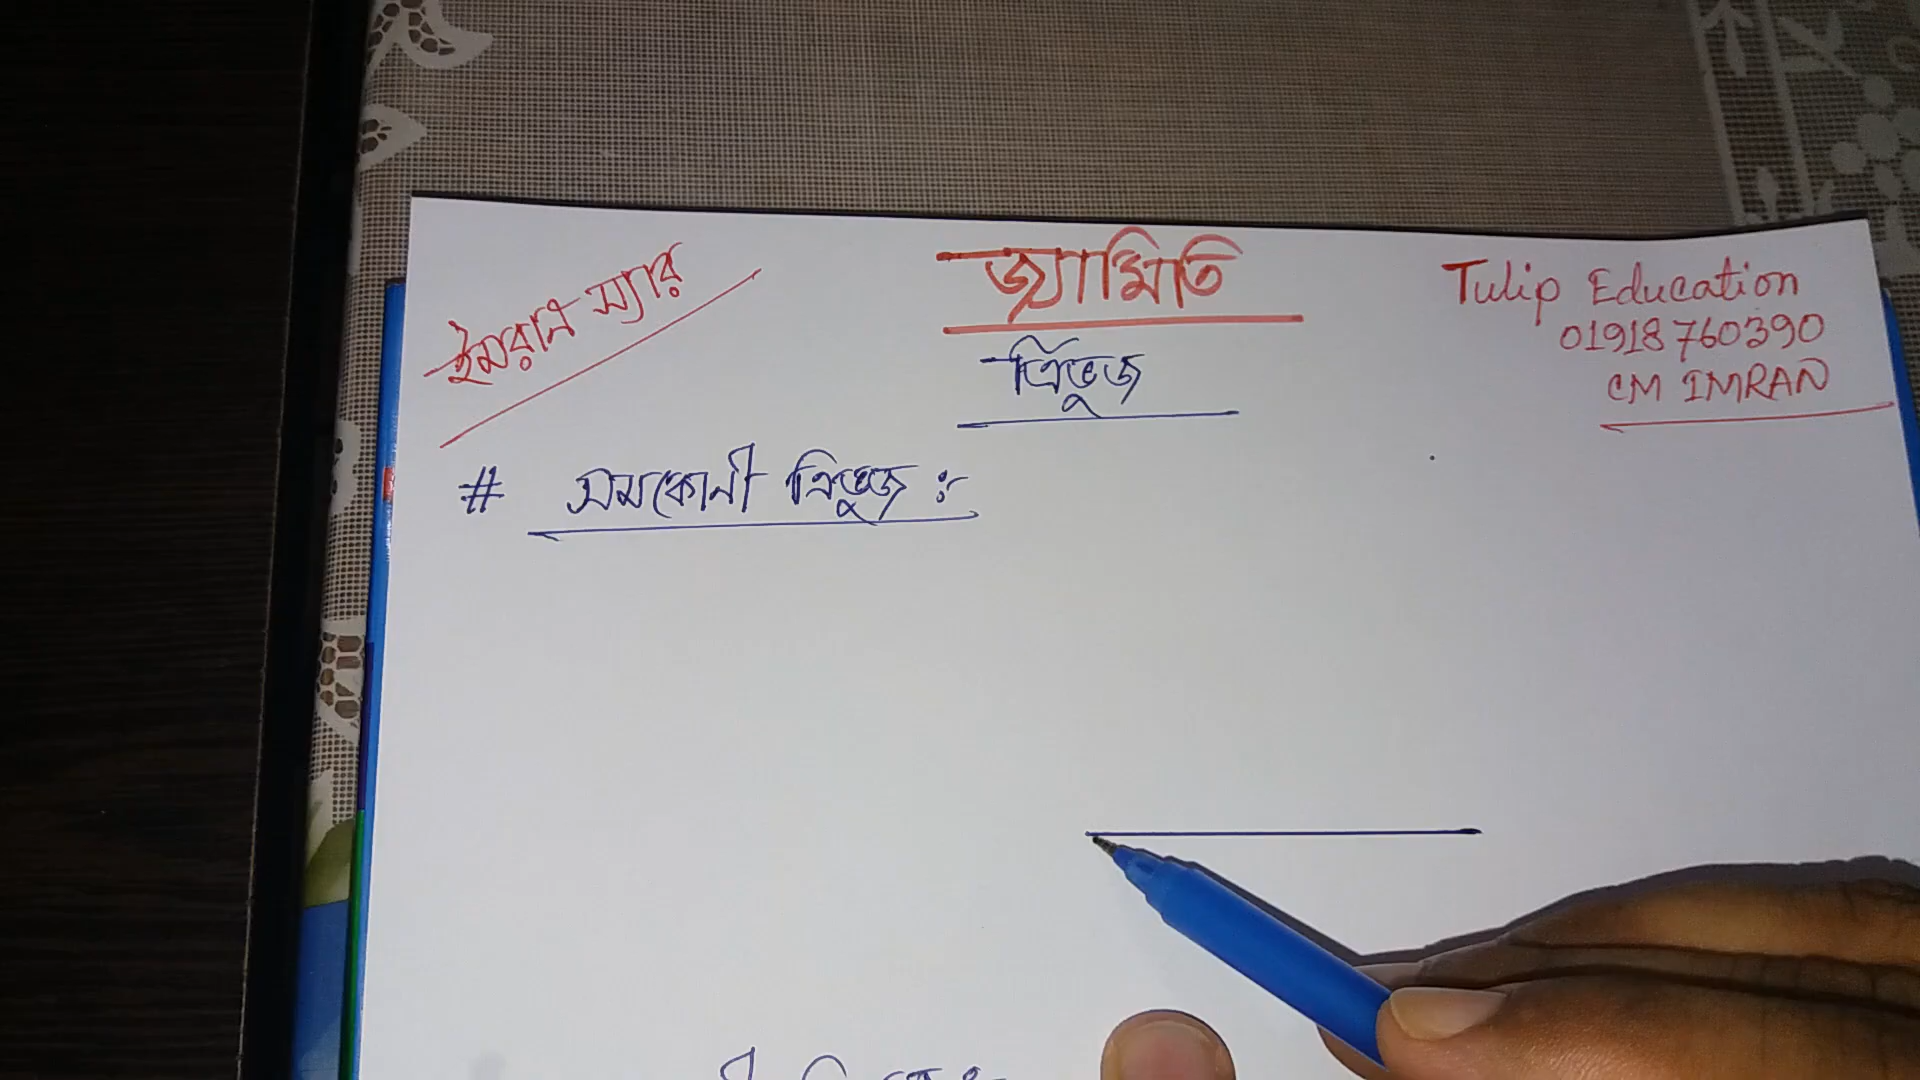 জ্যামিতি
ইমরান স্যার
Tulip Education
01918760390
CM IMRAN
ত্রিভুজ
# সমকোনী ত্রিভুজ :-